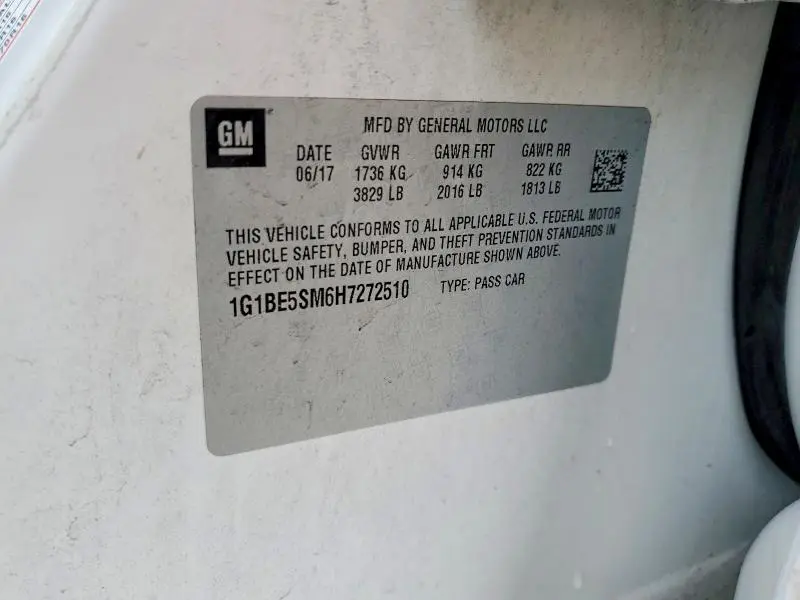 GM
MFD BY GENERAL MOTORS LLC
DATE GVWR GAWR FRT GAWR RR
06/17 1736 KG 914 KG 822 KG
3829 LB 2016 LB 1813 LB
THIS VEHICLE CONFORMS TO ALL APPLICABLE U.S. FEDERAL MOTOR
VEHICLE SAFETY, BUMPER, AND THEFT PREVENTION STANDARDS IN
EFFECT ON THE DATE OF MANUFACTURE SHOWN ABOVE.
1G1BE5SM6H7272510 TYPE: PASS CAR